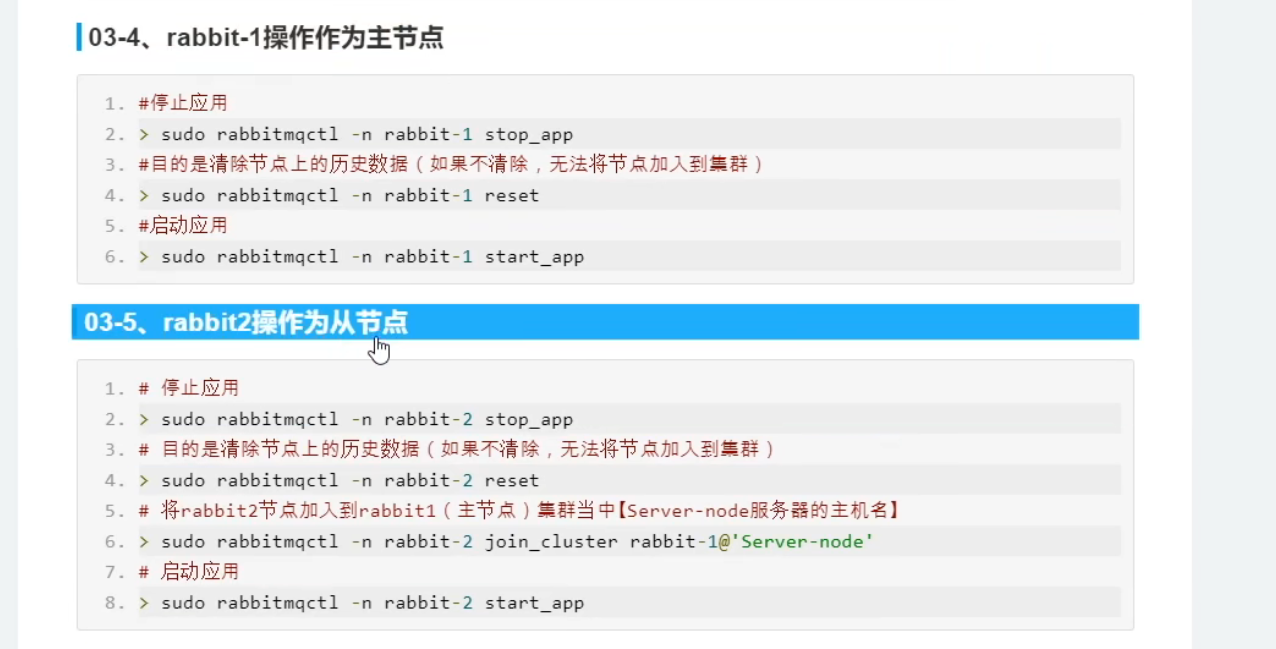 03-4、rabbit-1操作作为主节点
1. #停止应用
2. > sudo rabbitmqctl -n rabbit-1 stop_app
3. #目的是清除节点上的历史数据（如果不清除，无法将节点加入到集群）
4. > sudo rabbitmqctl -n rabbit-1 reset
5. #启动应用
6. > sudo rabbitmqctl -n rabbit-1 start_app
03-5、rabbit2操作为从节点
1. # 停止应用
2. > sudo rabbitmqctl -n rabbit-2 stop_app
3. # 目的是清除节点上的历史数据（如果不清除，无法将节点加入到集群）
4. > sudo rabbitmqctl -n rabbit-2 reset
5. # 将rabbit2节点加入到rabbit1（主节点）集群当中【Server-node服务器的主机名】
6. > sudo rabbitmqctl -n rabbit-2 join_cluster rabbit-1@'Server-node'
7. # 启动应用
8. > sudo rabbitmqctl -n rabbit-2 start_app